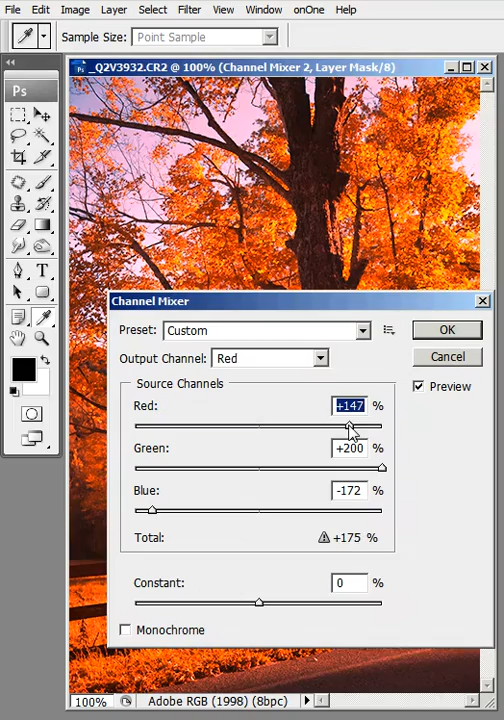 File Edit Image Layer Select Filter View Window onOne Help
Sample Size: Point Sample
Ps
_Q2V3932.CR2 @ 100% (Channel Mixer 2, Layer Mask/8)
Ps
T
Channel Mixer
Preset: Custom
OK
Output Channel: Red
Cancel
Source Channels
Preview
Red: +147 %
Green: +200 %
Blue: -172 %
Total: +175 %
Constant: 0 %
Monochrome
100% Adobe RGB (1998) (8bpc)